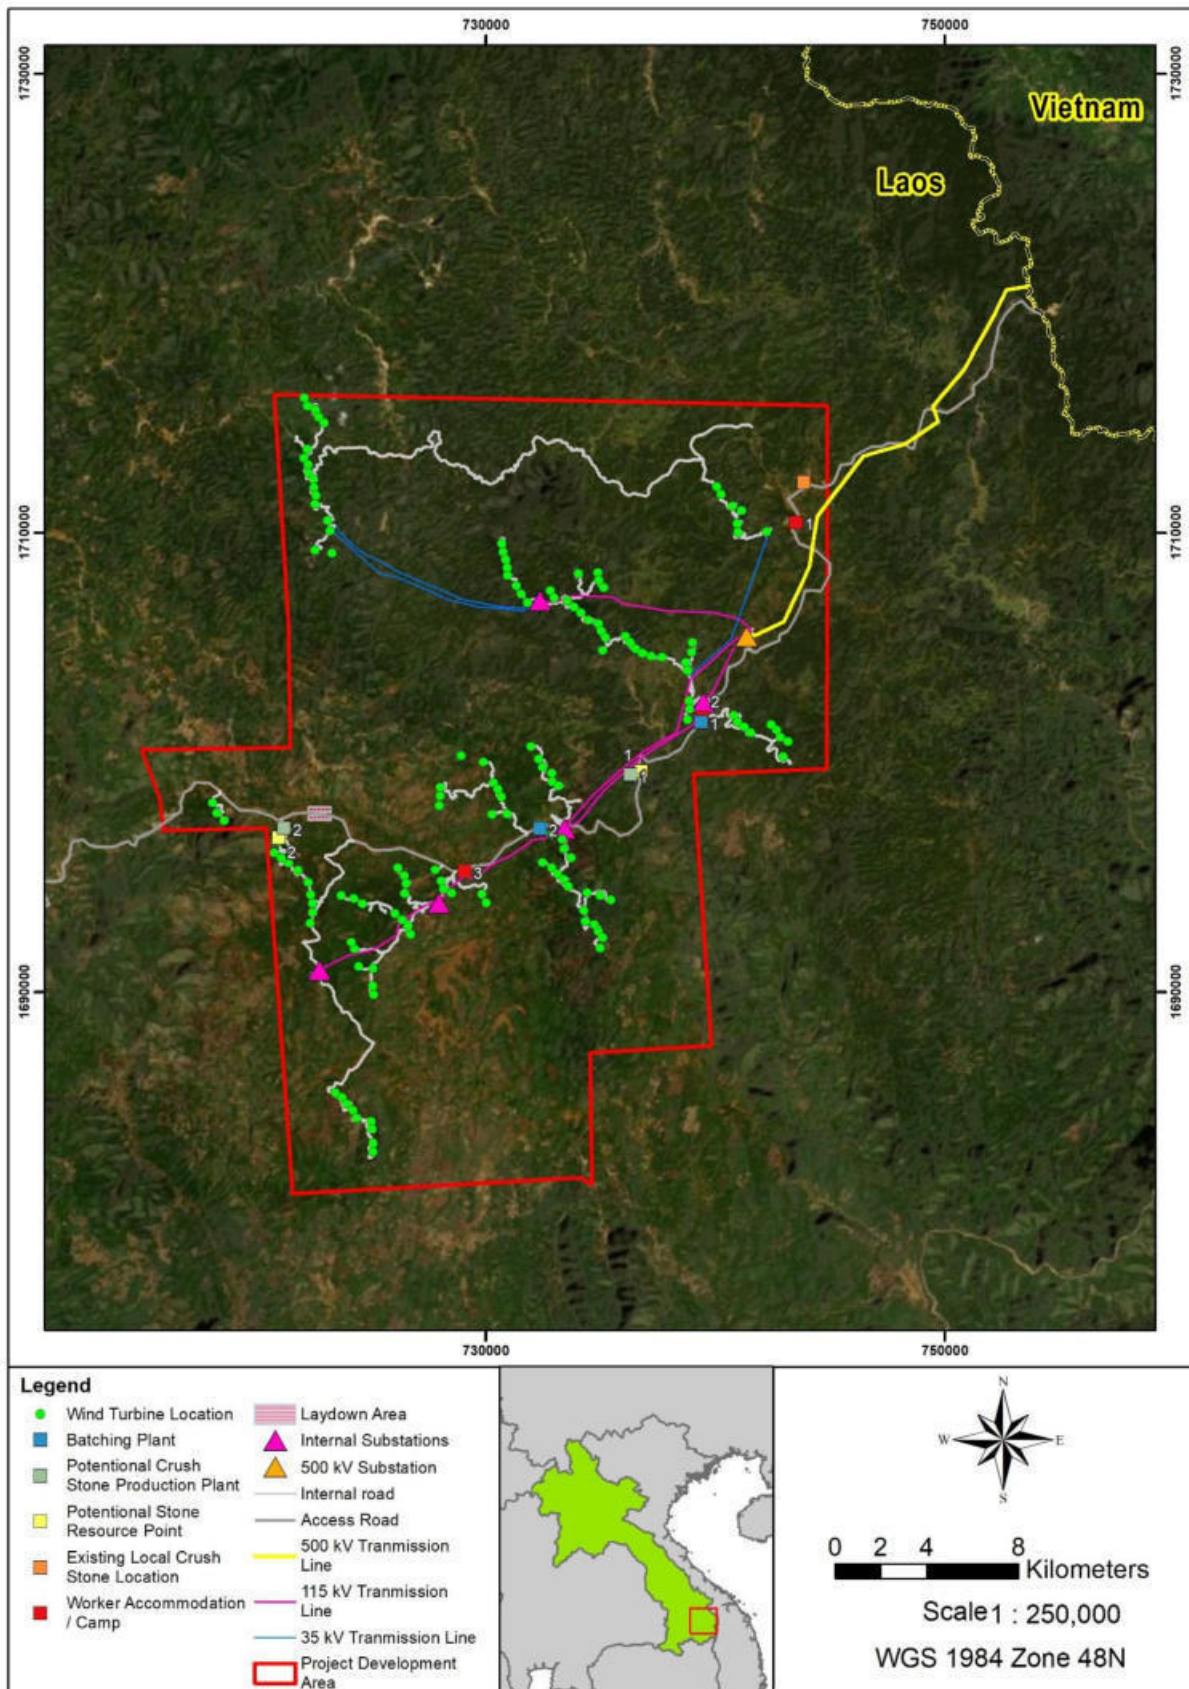 730000
750000
1730000
1730000
Vietnam
Laos
1710000
1710000
1
2
1
1
1
2
2
2
3
1690000
1690000
730000
750000
Legend
Wind Turbine Location
Batching Plant
Potentional Crush
Stone Production Plant
Potentional Stone
Resource Point
Existing Local Crush
Stone Location
Worker Accommodation
/ Camp
Laydown Area
Internal Substations
500 kV Substation
Internal road
Access Road
500 kV Tranmission
Line
115 kV Tranmission
Line
35 kV Tranmission Line
Project Development
Area
N
W
E
S
0 2 4 8
Kilometers
Scale1 : 250,000
WGS 1984 Zone 48N